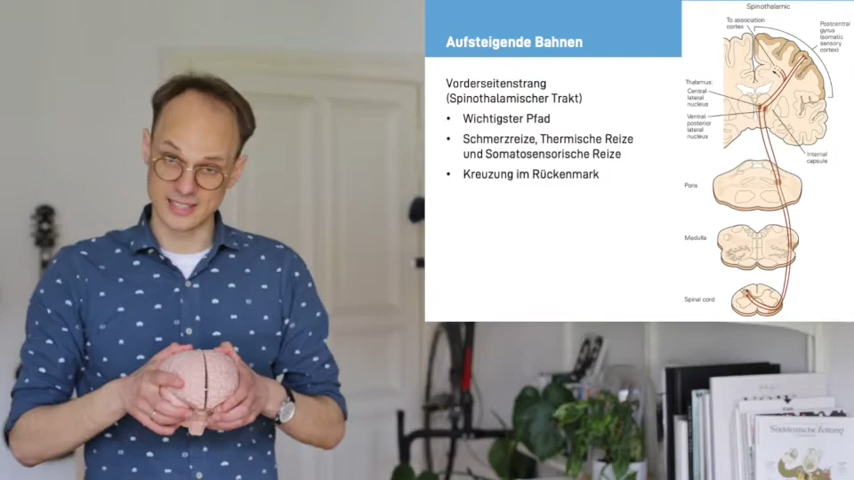 Aufsteigende Bahnen
Vorderseitenstrang
(Spinothalamischer Trakt)
• Wichtigster Pfad
• Schmerzreize, Thermische Reize
und Somatosensorische Reize
• Kreuzung im Rückenmark
Spinothalamic
To association
cortex
Postcentral
gyrus
(somatic
sensory
cortex)
Thalamus:
Central
lateral
nucleus
Ventral
posterior
lateral
nucleus
Internal
capsule
Pons
Medulla
Spinal cord
Süddeutsche Zeitung